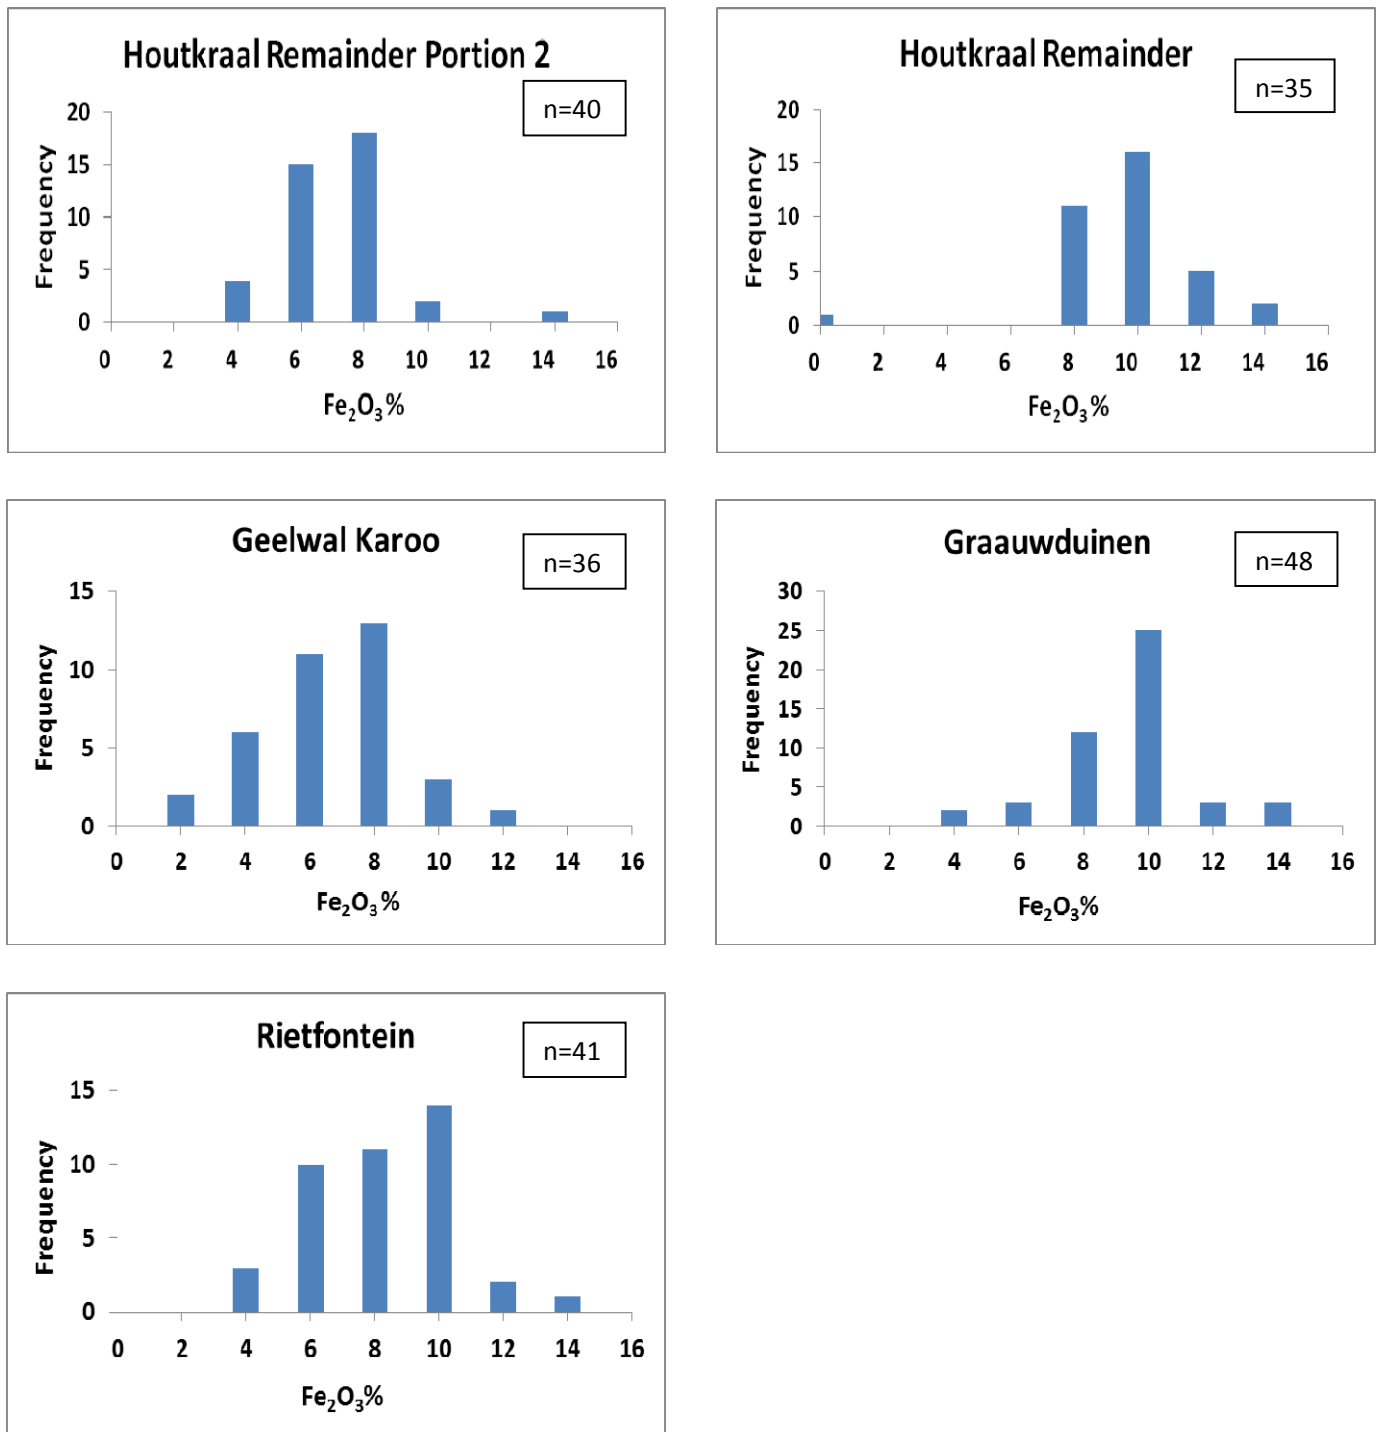 Houtkraal Remainder Portion 2
n=40
20
15
10
5
0
Frequency
0 2 4 6 8 10 12 14 16
Fe₂O₃%
Houtkraal Remainder
n=35
20
15
10
5
0
Frequency
0 2 4 6 8 10 12 14 16
Fe₂O₃%
Geelwal Karoo
n=36
15
10
5
0
Frequency
0 2 4 6 8 10 12 14 16
Fe₂O₃%
Graauwduinen
n=48
30
25
20
15
10
5
0
Frequency
0 2 4 6 8 10 12 14 16
Fe₂O₃%
Rietfontein
n=41
15
10
5
0
Frequency
0 2 4 6 8 10 12 14 16
Fe₂O₃%